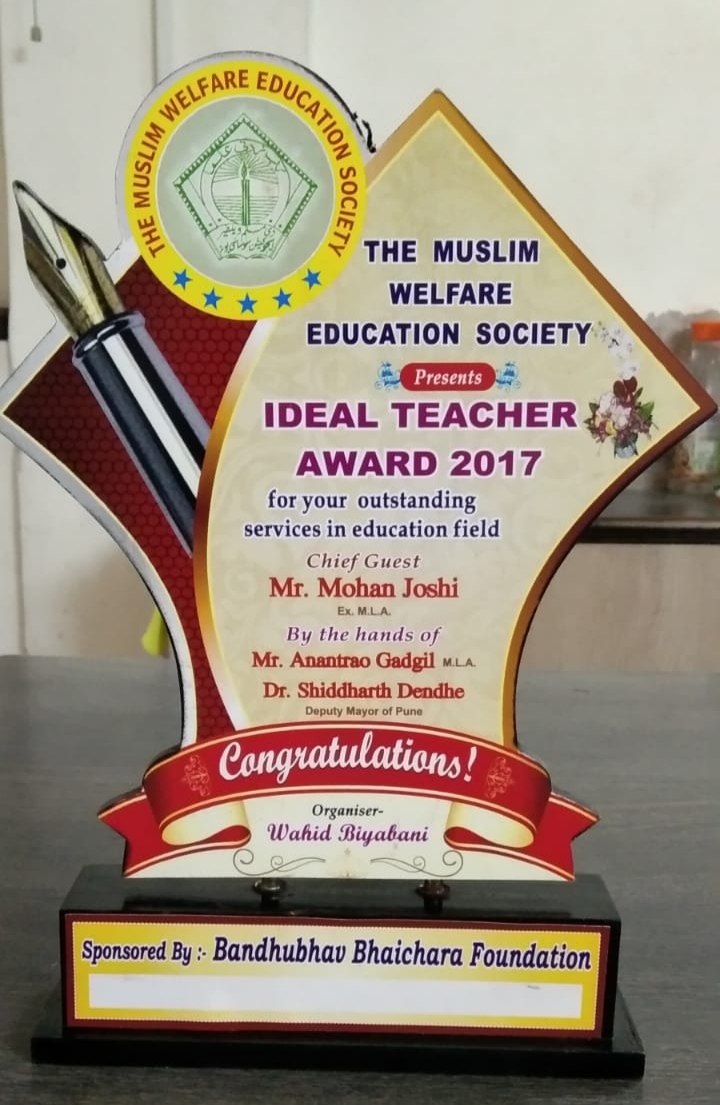 THE MUSLIM WELFARE EDUCATION SOCIETY
THE MUSLIM
WELFARE
EDUCATION SOCIETY
Presents
IDEAL TEACHER
AWARD 2017
for your outstanding
services in education field
Chief Guest
Mr. Mohan Joshi
Ex. M.L.A.
By the hands of
Mr. Anantrao Gadgil M.L.A.
Dr. Shiddharth Dendhe
Deputy Mayor of Pune
Congratulations!
Organiser-
Wahid Biyabani
Sponsored By :- Bandhubhav Bhaichara Foundation